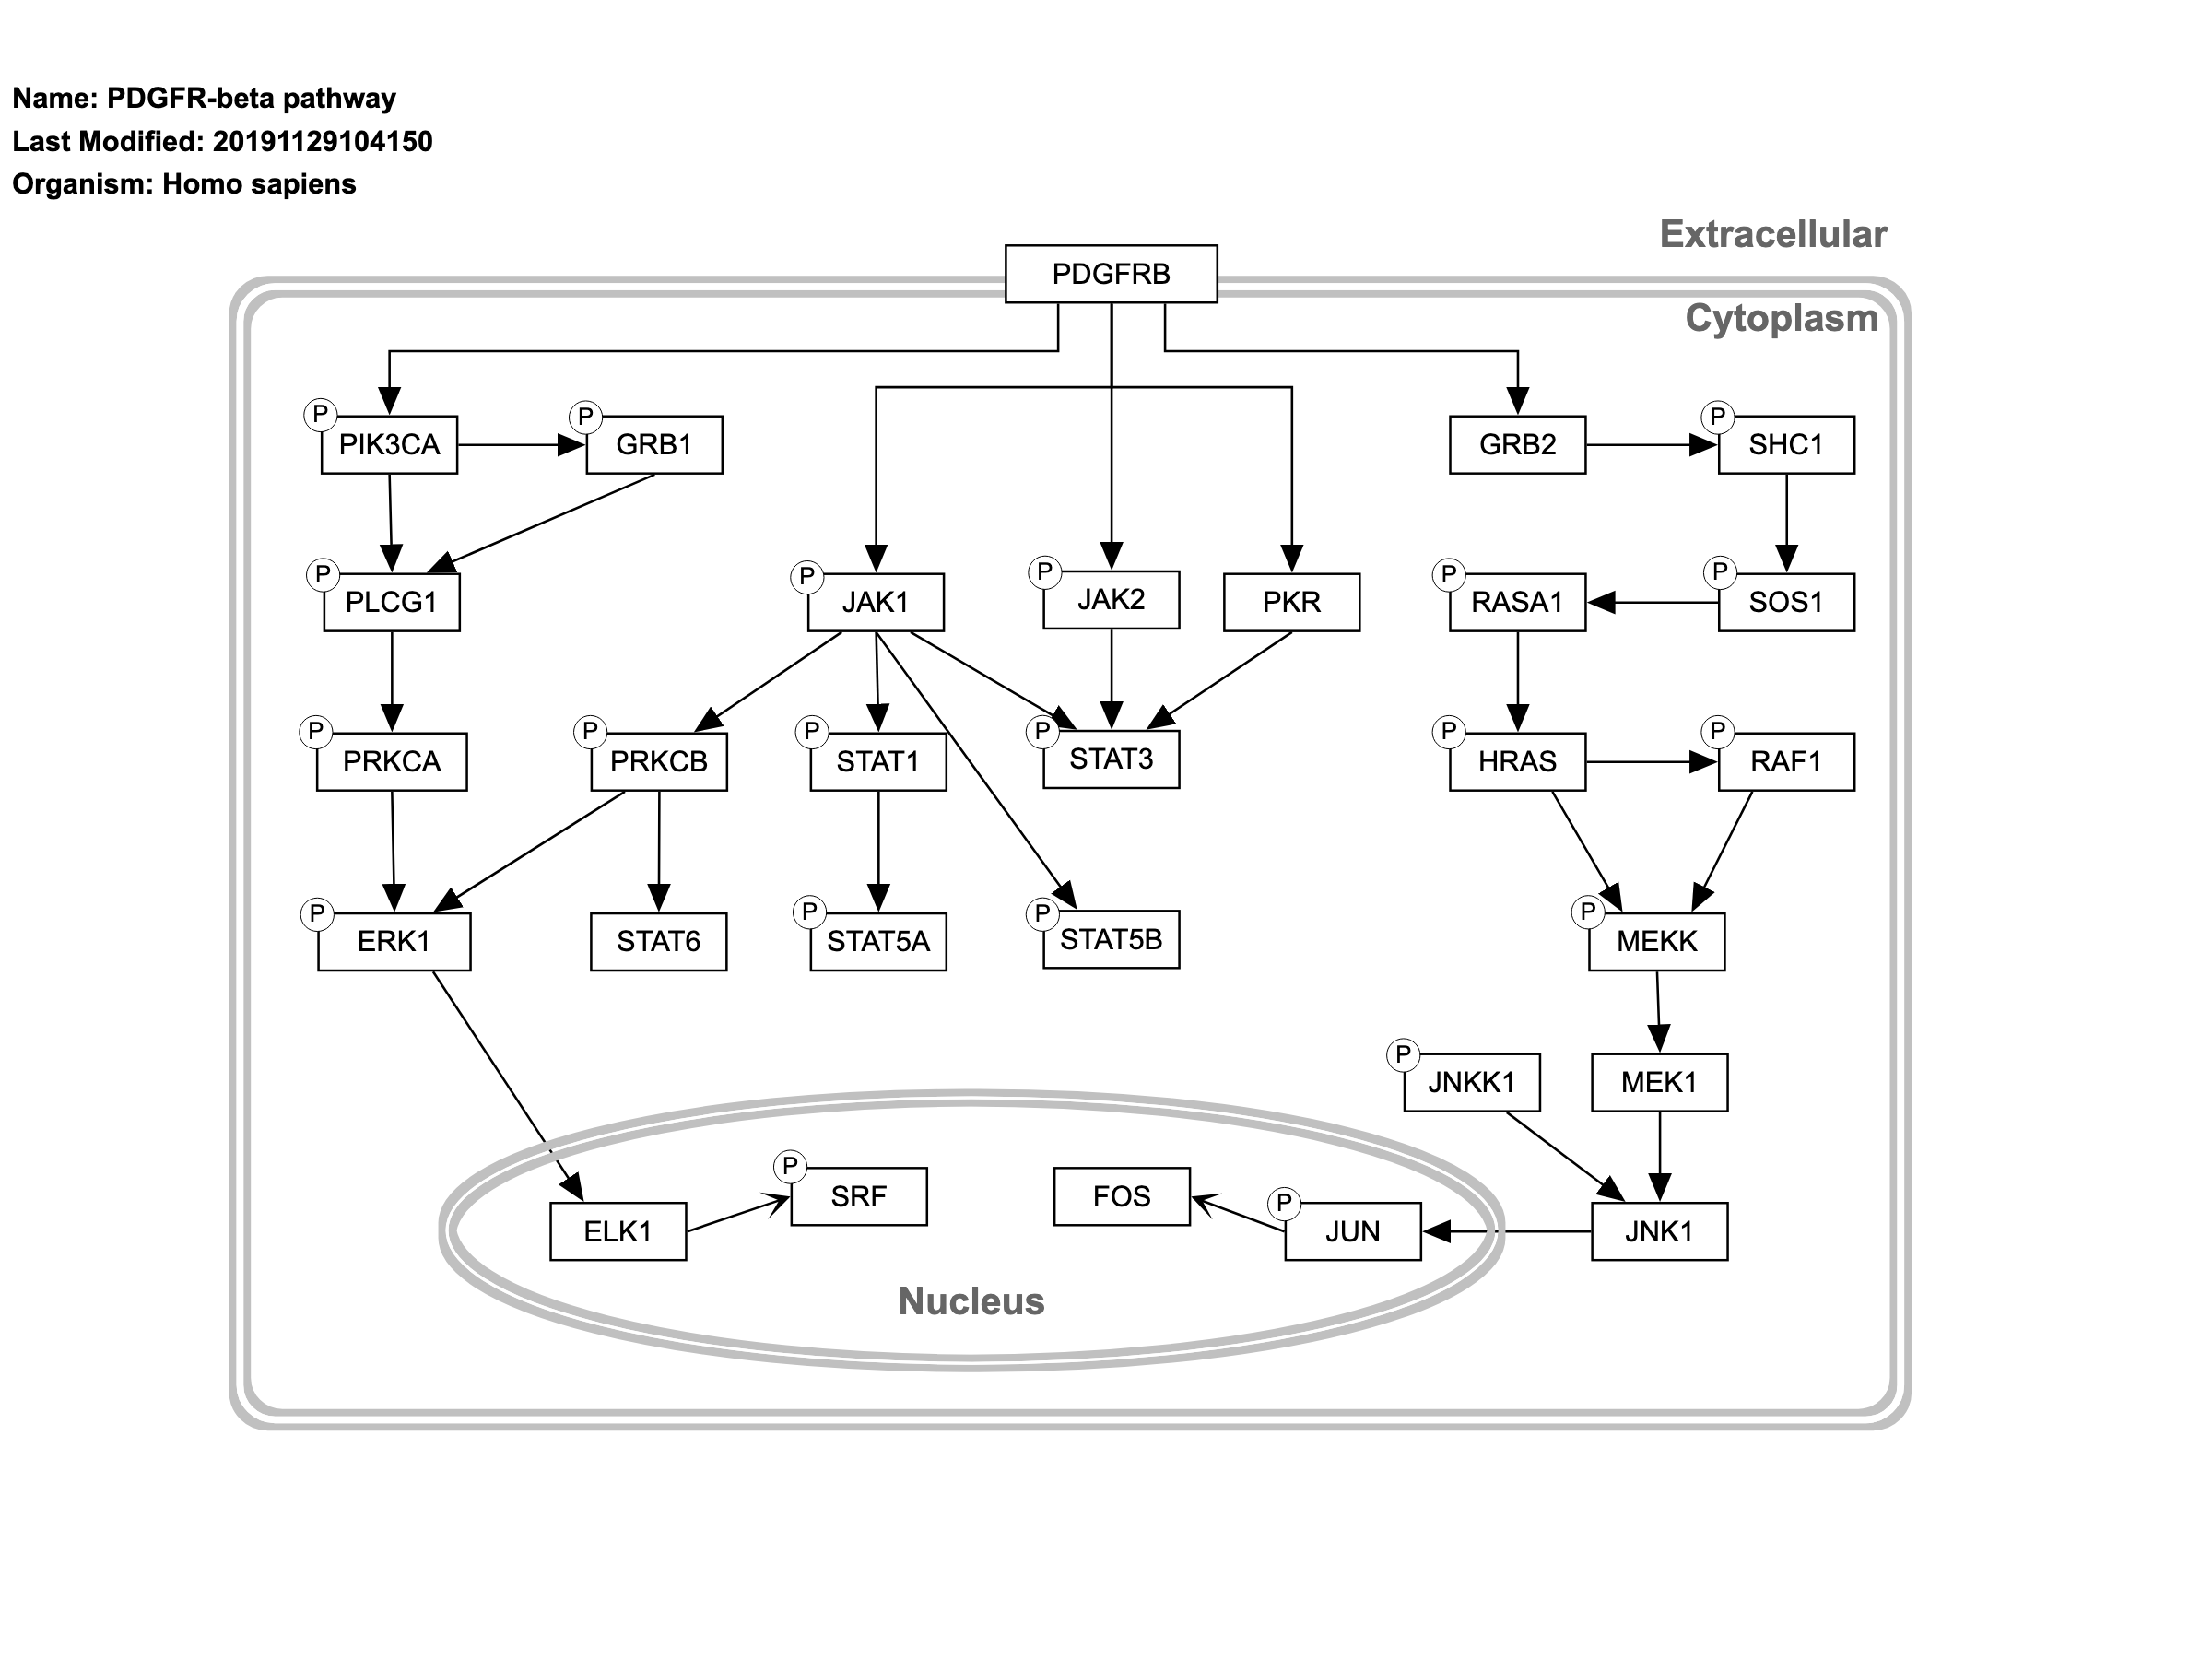 Name: PDGFR-beta pathway
Last Modified: 20191129104150
Organism: Homo sapiens
Extracellular
PDGFRB
Cytoplasm
P PIK3CA
P GRB1
GRB2
P SHC1
P PLCG1
P JAK1
P JAK2
PKR
P RASA1
P SOS1
P PRKCA
P PRKCB
P STAT1
P STAT3
P HRAS
P RAF1
P ERK1
STAT6
P STAT5A
P STAT5B
P MEKK
P JNKK1
MEK1
P SRF
FOS
ELK1
P JUN
JNK1
Nucleus